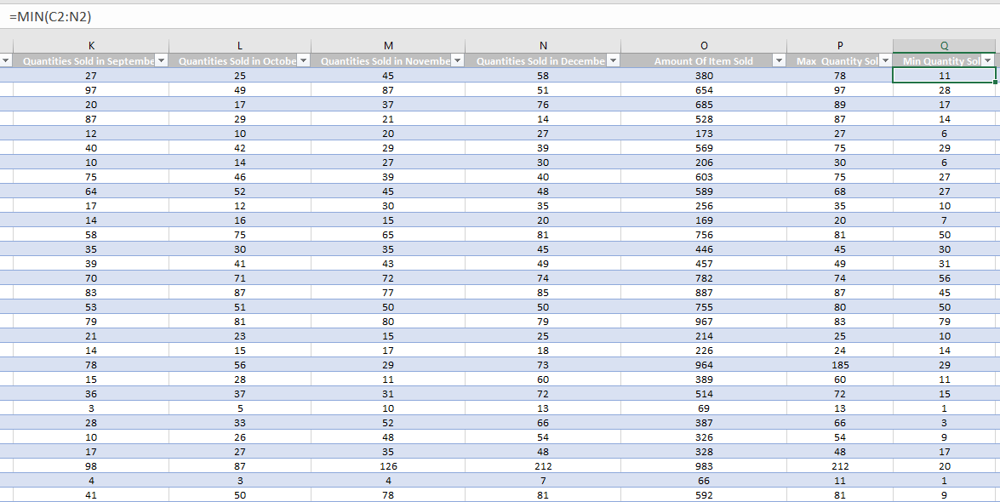 =MIN(C2:N2)
K L M N O P Q
Quantities Sold in Septembe Quantities Sold in Octobe Quantities Sold in Novembe Quantities Sold in Decembe Amount Of Item Sold Max Quantity Sol Min Quantity Sol
27 25 45 58 380 78 11
97 49 87 51 654 97 28
20 17 37 76 685 89 17
87 29 21 14 528 87 14
12 10 20 27 173 27 6
40 42 29 39 569 75 29
10 14 27 30 206 30 6
75 46 39 40 603 75 27
64 52 45 48 589 68 27
17 12 30 35 256 35 10
14 16 15 20 169 20 7
58 75 65 81 756 81 50
35 30 35 45 446 45 30
39 41 43 49 457 49 31
70 71 72 74 782 74 56
83 87 77 85 887 87 45
53 51 50 50 755 80 50
79 81 80 79 967 83 79
21 23 15 25 214 25 10
14 15 17 18 226 24 14
78 56 29 73 964 185 29
15 28 11 60 389 60 11
36 37 31 72 514 72 15
3 5 10 13 69 13 1
28 33 52 66 387 66 3
10 26 48 54 326 54 9
17 27 35 48 328 48 17
98 87 126 212 983 212 20
4 3 4 7 66 11 1
41 50 78 81 592 81 9